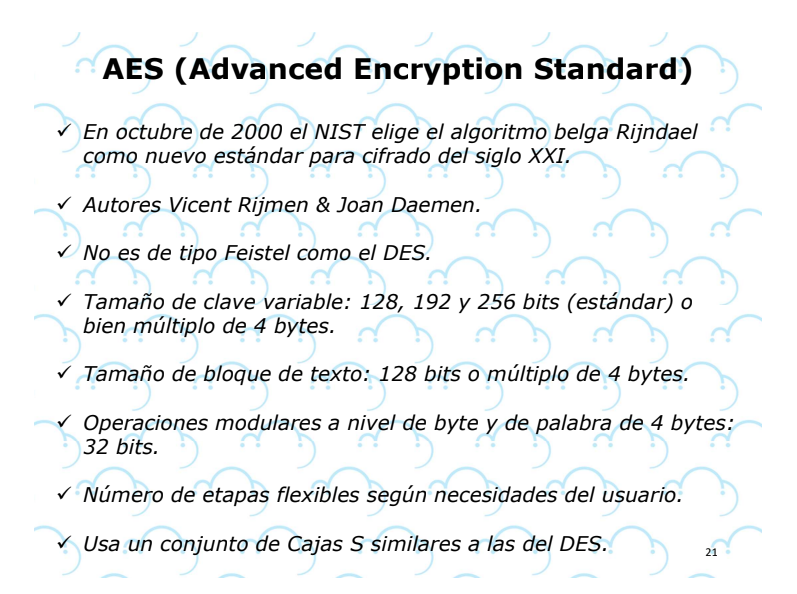 AES (Advanced Encryption Standard)
✓ En octubre de 2000 el NIST elige el algoritmo belga Rijndael
como nuevo estándar para cifrado del siglo XXI.
✓ Autores Vicent Rijmen & Joan Daemen.
✓ No es de tipo Feistel como el DES.
✓ Tamaño de clave variable: 128, 192 y 256 bits (estándar) o
bien múltiplo de 4 bytes.
✓ Tamaño de bloque de texto: 128 bits o múltiplo de 4 bytes.
✓ Operaciones modulares a nivel de byte y de palabra de 4 bytes:
32 bits.
✓ Número de etapas flexibles según necesidades del usuario.
✓ Usa un conjunto de Cajas S similares a las del DES.
21